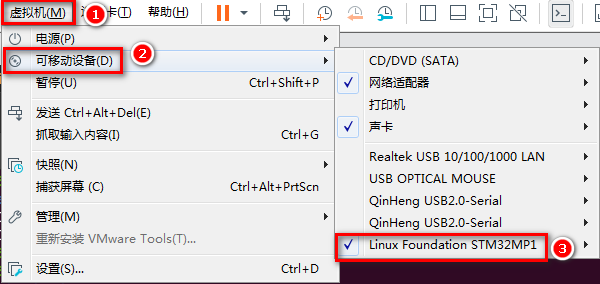 虚拟机(M)
(T)
帮助(H)
1
电源(P)
可移动设备(D)
2
暂停(U) Ctrl+Shift+P
发送 Ctrl+Alt+Del(E)
抓取输入内容(I) Ctrl+G
快照(N)
捕获屏幕 (C) Ctrl+Alt+PrtScn
管理(M)
重新安装 VMware Tools(T)...
设置(S)... Ctrl+D
CD/DVD (SATA)
网络适配器
打印机
声卡
Realtek USB 10/100/1000 LAN
USB OPTICAL MOUSE
QinHeng USB2.0-Serial
QinHeng USB2.0-Serial
Linux Foundation STM32MP1
3